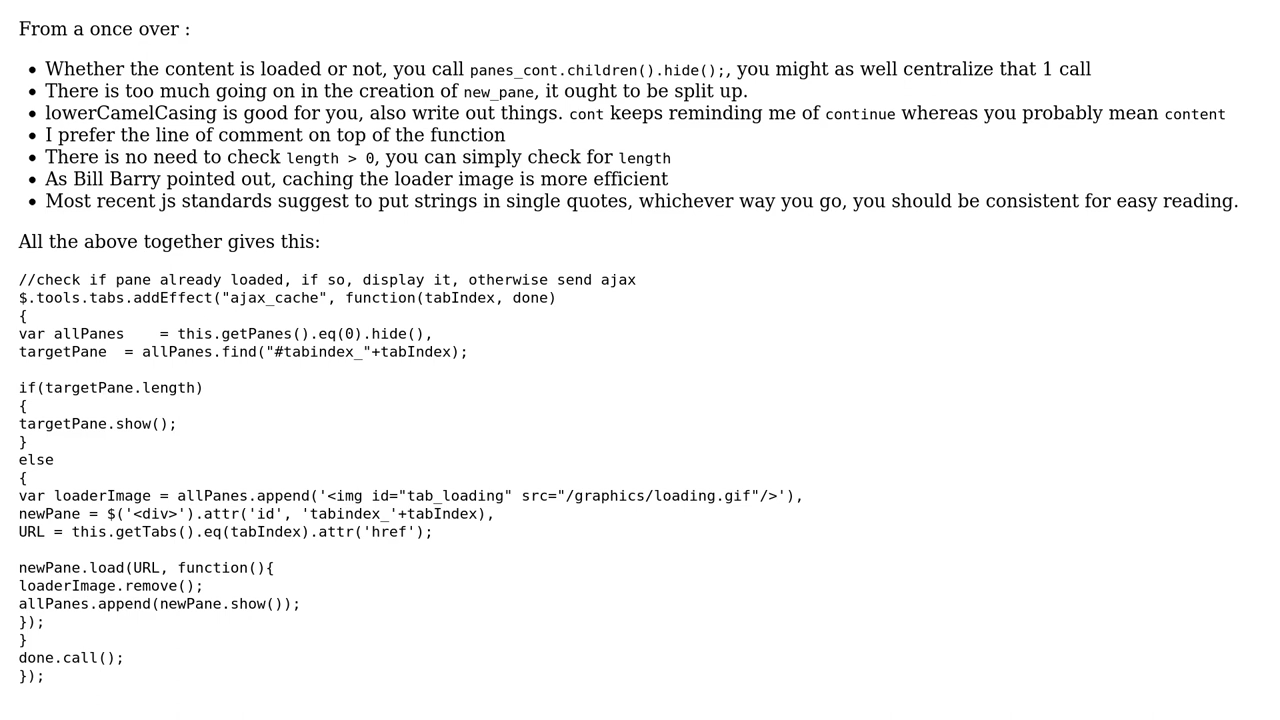 From a once over :
• Whether the content is loaded or not, you call panes_cont.children().hide();, you might as well centralize that 1 call
• There is too much going on in the creation of new_pane, it ought to be split up.
• lowerCamelCasing is good for you, also write out things. cont keeps reminding me of continue whereas you probably mean content
• I prefer the line of comment on top of the function
• There is no need to check length > 0, you can simply check for length
• As Bill Barry pointed out, caching the loader image is more efficient
• Most recent js standards suggest to put strings in single quotes, whichever way you go, you should be consistent for easy reading.
All the above together gives this:
//check if pane already loaded, if so, display it, otherwise send ajax
$.tools.tabs.addEffect("ajax_cache", function(tabIndex, done)
{
var allPanes    = this.getPanes().eq(0).hide(),
targetPane  = allPanes.find("#tabindex_"+tabIndex);

if(targetPane.length)
{
targetPane.show();
}
else
{
var loaderImage = allPanes.append('<img id="tab_loading" src="/graphics/loading.gif"/>'),
newPane = $('<div>').attr('id', 'tabindex_'+tabIndex),
URL = this.getTabs().eq(tabIndex).attr('href');

newPane.load(URL, function(){
loaderImage.remove();
allPanes.append(newPane.show());
});
}
done.call();
});